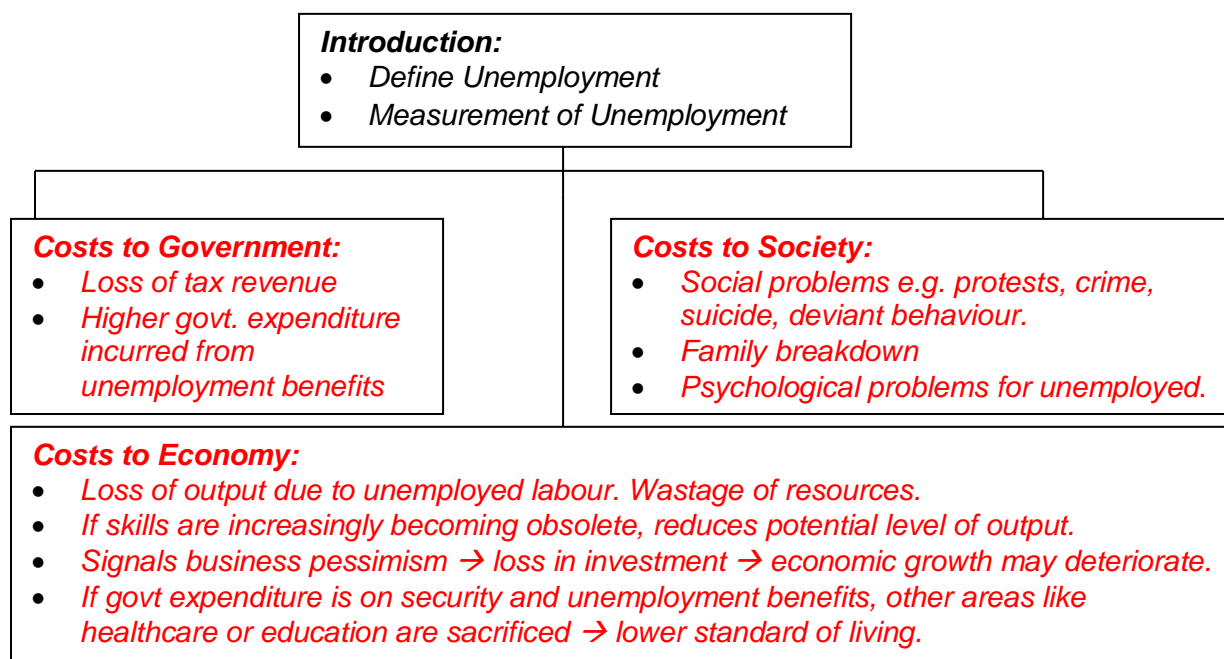 Introduction:
• Define Unemployment
• Measurement of Unemployment
Costs to Government:
• Loss of tax revenue
• Higher govt. expenditure
incurred from
unemployment benefits
Costs to Society:
• Social problems e.g. protests, crime,
suicide, deviant behaviour.
• Family breakdown
• Psychological problems for unemployed.
Costs to Economy:
• Loss of output due to unemployed labour. Wastage of resources.
• If skills are increasingly becoming obsolete, reduces potential level of output.
• Signals business pessimism → loss in investment → economic growth may deteriorate.
• If govt expenditure is on security and unemployment benefits, other areas like
healthcare or education are sacrificed → lower standard of living.